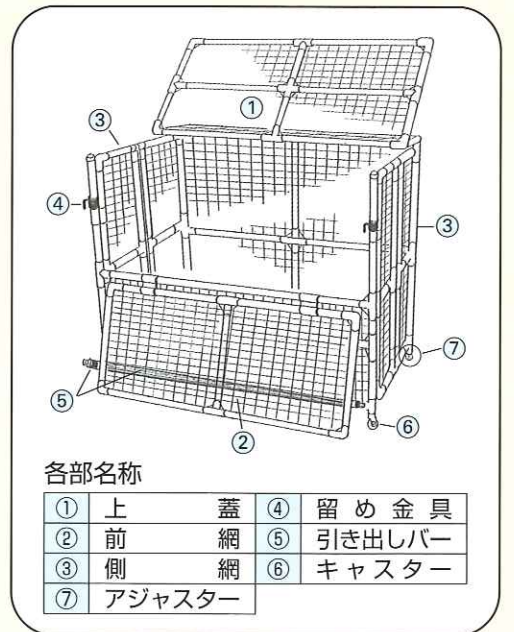 ①
③
④
③
⑦
⑤
②
⑥
各部名称
① 上蓋 ④ 留め金具
② 前網 ⑤ 引き出しバー
③ 側網 ⑥ キャスター
⑦ アジャスター